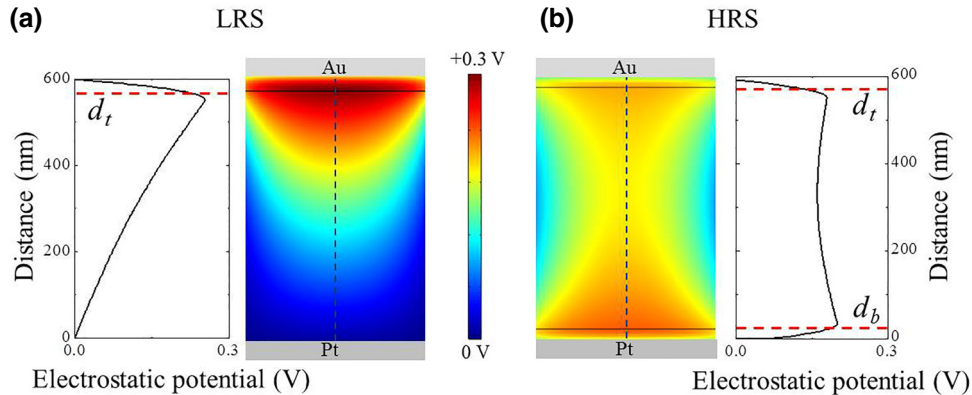 (a) LRS
600
400
200
0
Distance (nm)
d_t
0.0 0.3
Electrostatic potential (V)
Au
Pt
+0.3 V
0 V
(b) HRS
Au
Pt
d_t
d_b
600
400
200
0
Distance (nm)
0.0 0.3
Electrostatic potential (V)